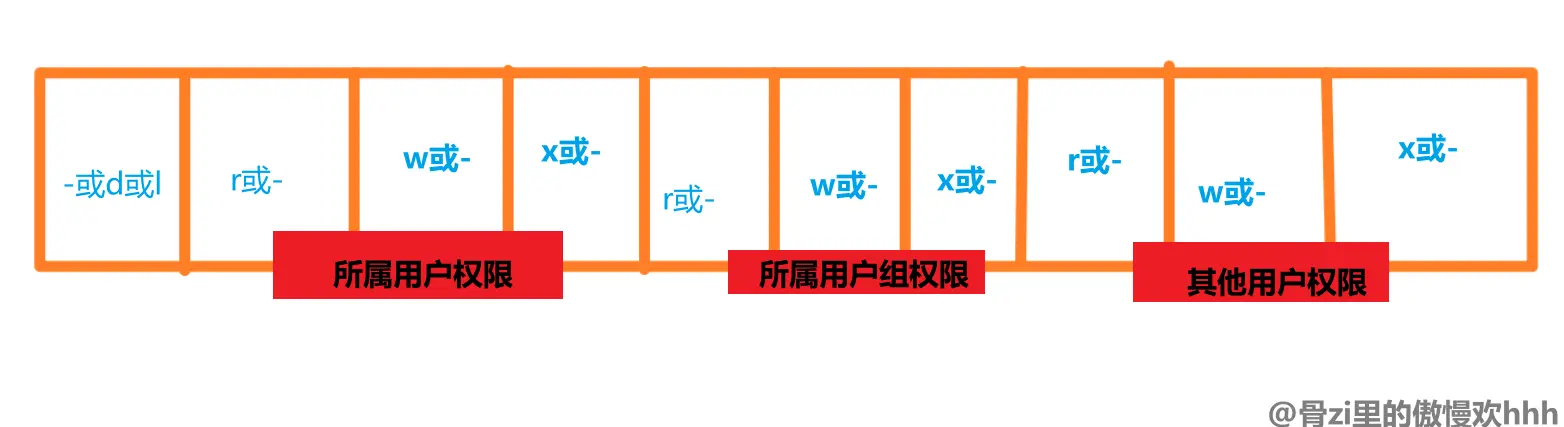 -或d或l
r或-
w或-
x或-
r或-
w或-
x或-
r或-
w或-
x或-
所属用户权限
所属用户组权限
其他用户权限
@骨zi里的傲慢欢hhh